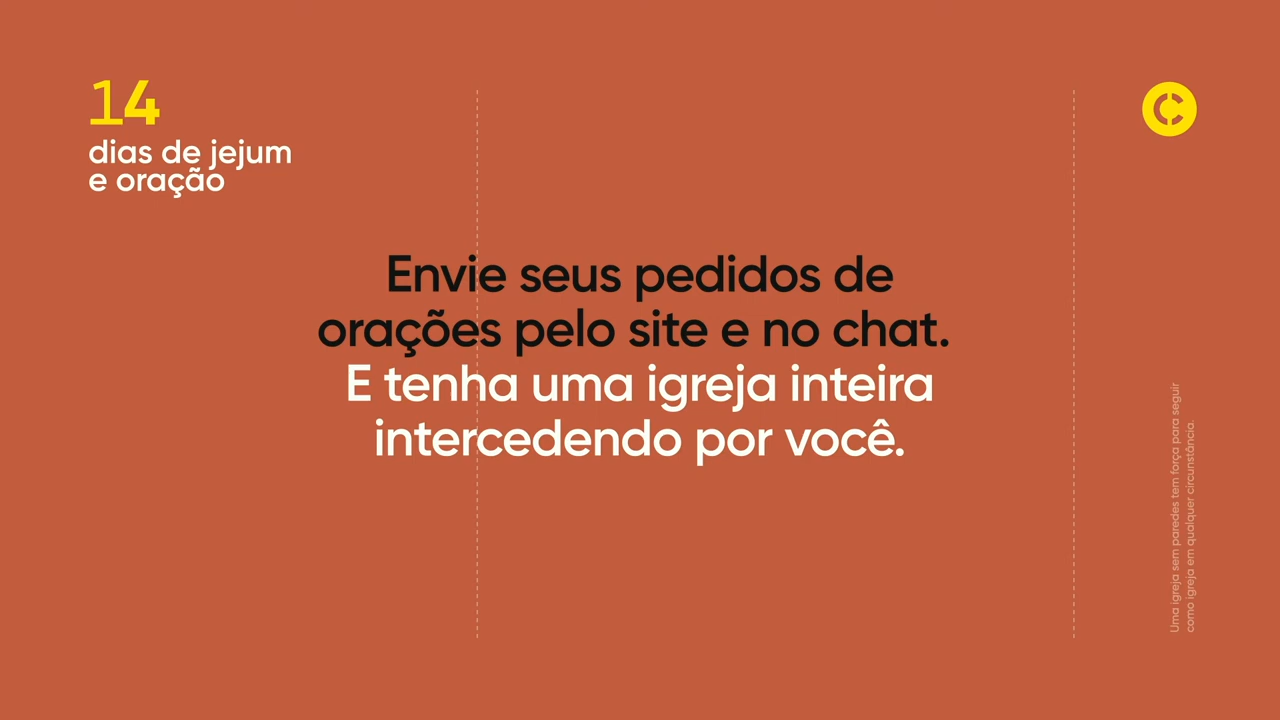 14
dias de jejum
e oração
Envie seus pedidos de
orações pelo site e no chat.
E tenha uma igreja inteira
intercedendo por você.
Uma igreja sem paredes tem força para seguir
como igreja em qualquer circunstância.